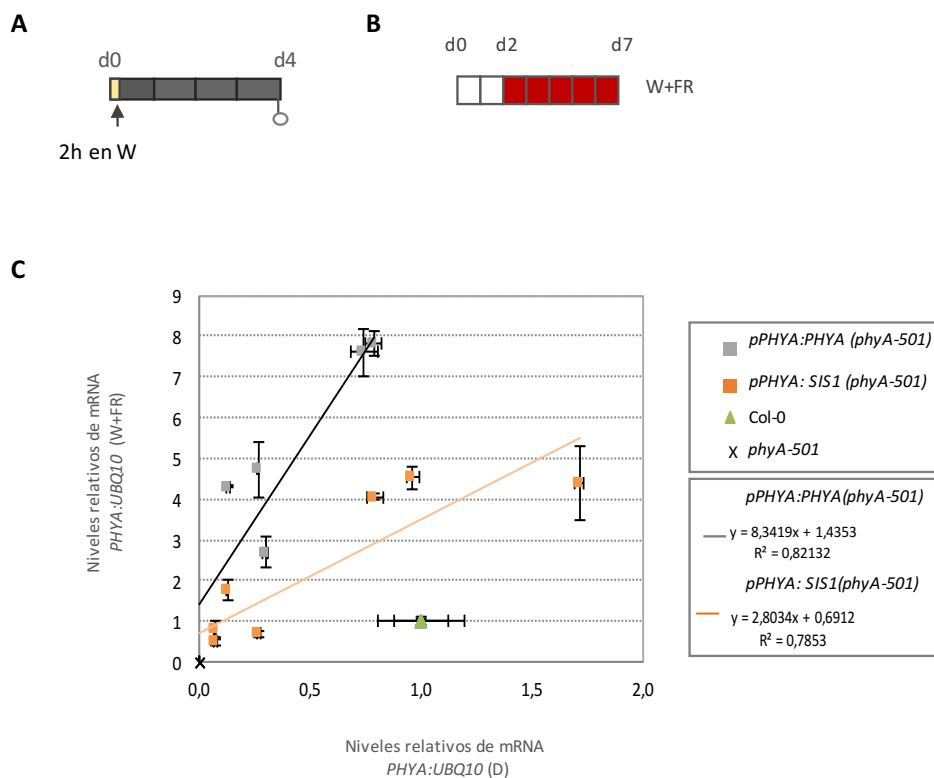 A
d0
d4
2h en W
B
d0
d2
d7
W+FR
C
Niveles relativos de mRNA
PHYA:UBQ10 (W+FR)
9
8
7
6
5
4
3
2
1
0
0,0
0,5
1,0
1,5
2,0
Niveles relativos de mRNA
PHYA:UBQ10 (D)
pPHYA:PHYA (phyA-501)
pPHYA: SIS1 (phyA-501)
Col-0
x phyA-501
pPHYA:PHYA(phyA-501)
y = 8,3419x + 1,4353
R² = 0,82132
pPHYA: SIS1(phyA-501)
y = 2,8034x + 0,6912
R² = 0,7853